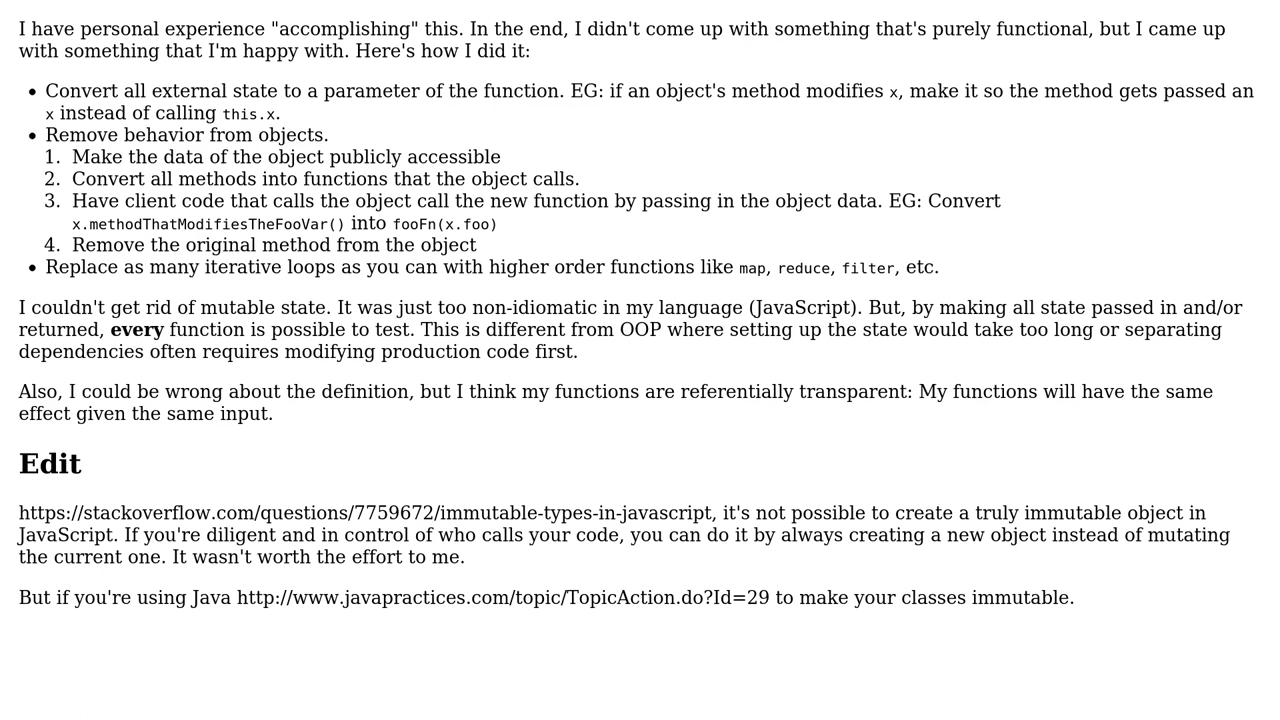 I have personal experience "accomplishing" this. In the end, I didn't come up with something that's purely functional, but I came up
with something that I'm happy with. Here's how I did it:
• Convert all external state to a parameter of the function. EG: if an object's method modifies x, make it so the method gets passed an
x instead of calling this.x.
• Remove behavior from objects.
1. Make the data of the object publicly accessible
2. Convert all methods into functions that the object calls.
3. Have client code that calls the object call the new function by passing in the object data. EG: Convert
x.methodThatModifiesTheFooVar() into fooFn(x.foo)
4. Remove the original method from the object
• Replace as many iterative loops as you can with higher order functions like map, reduce, filter, etc.
I couldn't get rid of mutable state. It was just too non-idiomatic in my language (JavaScript). But, by making all state passed in and/or
returned, every function is possible to test. This is different from OOP where setting up the state would take too long or separating
dependencies often requires modifying production code first.
Also, I could be wrong about the definition, but I think my functions are referentially transparent: My functions will have the same
effect given the same input.
Edit
https://stackoverflow.com/questions/7759672/immutable-types-in-javascript, it's not possible to create a truly immutable object in
JavaScript. If you're diligent and in control of who calls your code, you can do it by always creating a new object instead of mutating
the current one. It wasn't worth the effort to me.
But if you're using Java http://www.javapractices.com/topic/TopicAction.do?Id=29 to make your classes immutable.